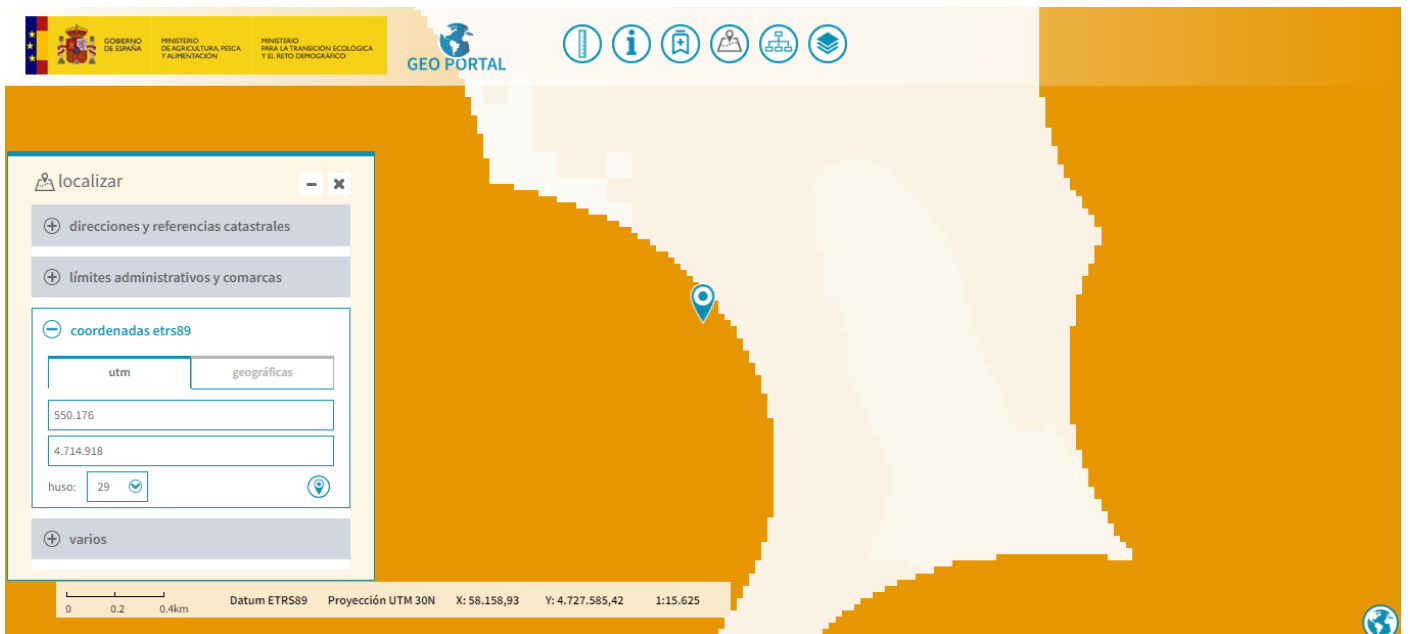 GOBIERNO
DE ESPAÑA
MINISTERIO
DE AGRICULTURA, PESCA
Y ALIMENTACIÓN
MINISTERIO
PARA LA TRANSICIÓN ECOLÓGICA
Y EL RETO DEMOGRÁFICO
GEO PORTAL
localizar
direcciones y referencias catastrales
límites administrativos y comarcas
coordenadas etrs89
utm
geográficas
550.176
4.714.918
huso: 29
varios
0 0.2 0.4km
Datum ETRS89 Proyección UTM 30N X: 58.158,93 Y: 4.727.585,42 1:15.625